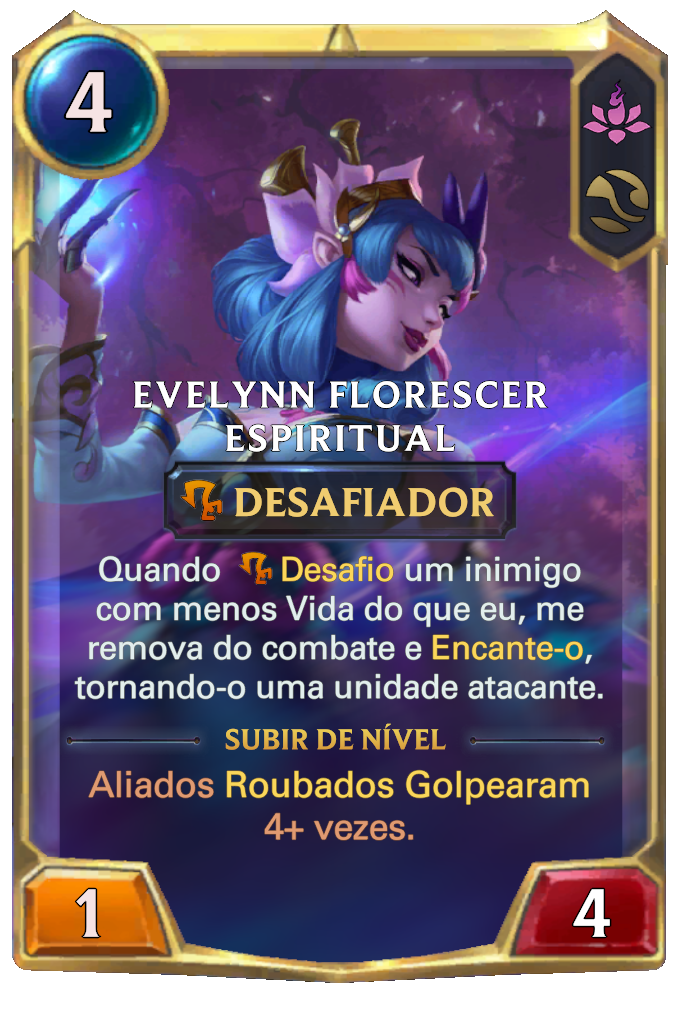 4
EVELYNN FLORESCER
ESPIRITUAL
DESAFIADOR
Quando Desafio um inimigo
com menos Vida do que eu, me
remova do combate e Encante-o,
tornando-o uma unidade atacante.
SUBIR DE NÍVEL
Aliados Roubados Golpearam
4+ vezes.
1
4